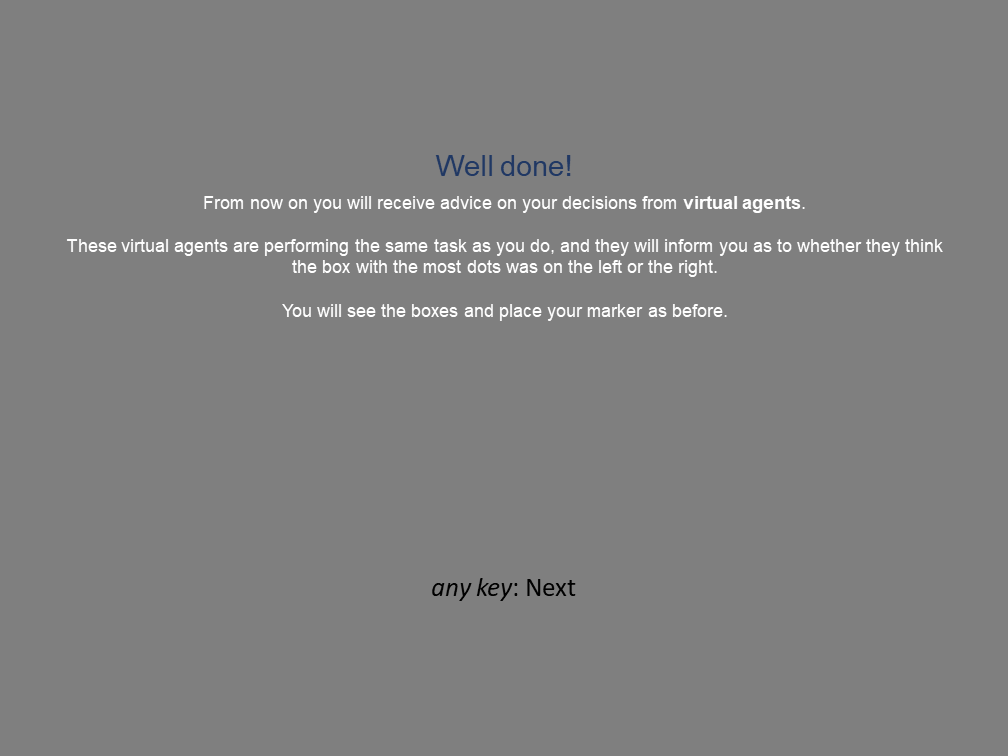 Well done!
From now on you will receive advice on your decisions from virtual agents.
These virtual agents are performing the same task as you do, and they will inform you as to whether they think
the box with the most dots was on the left or the right.
You will see the boxes and place your marker as before.
any key: Next